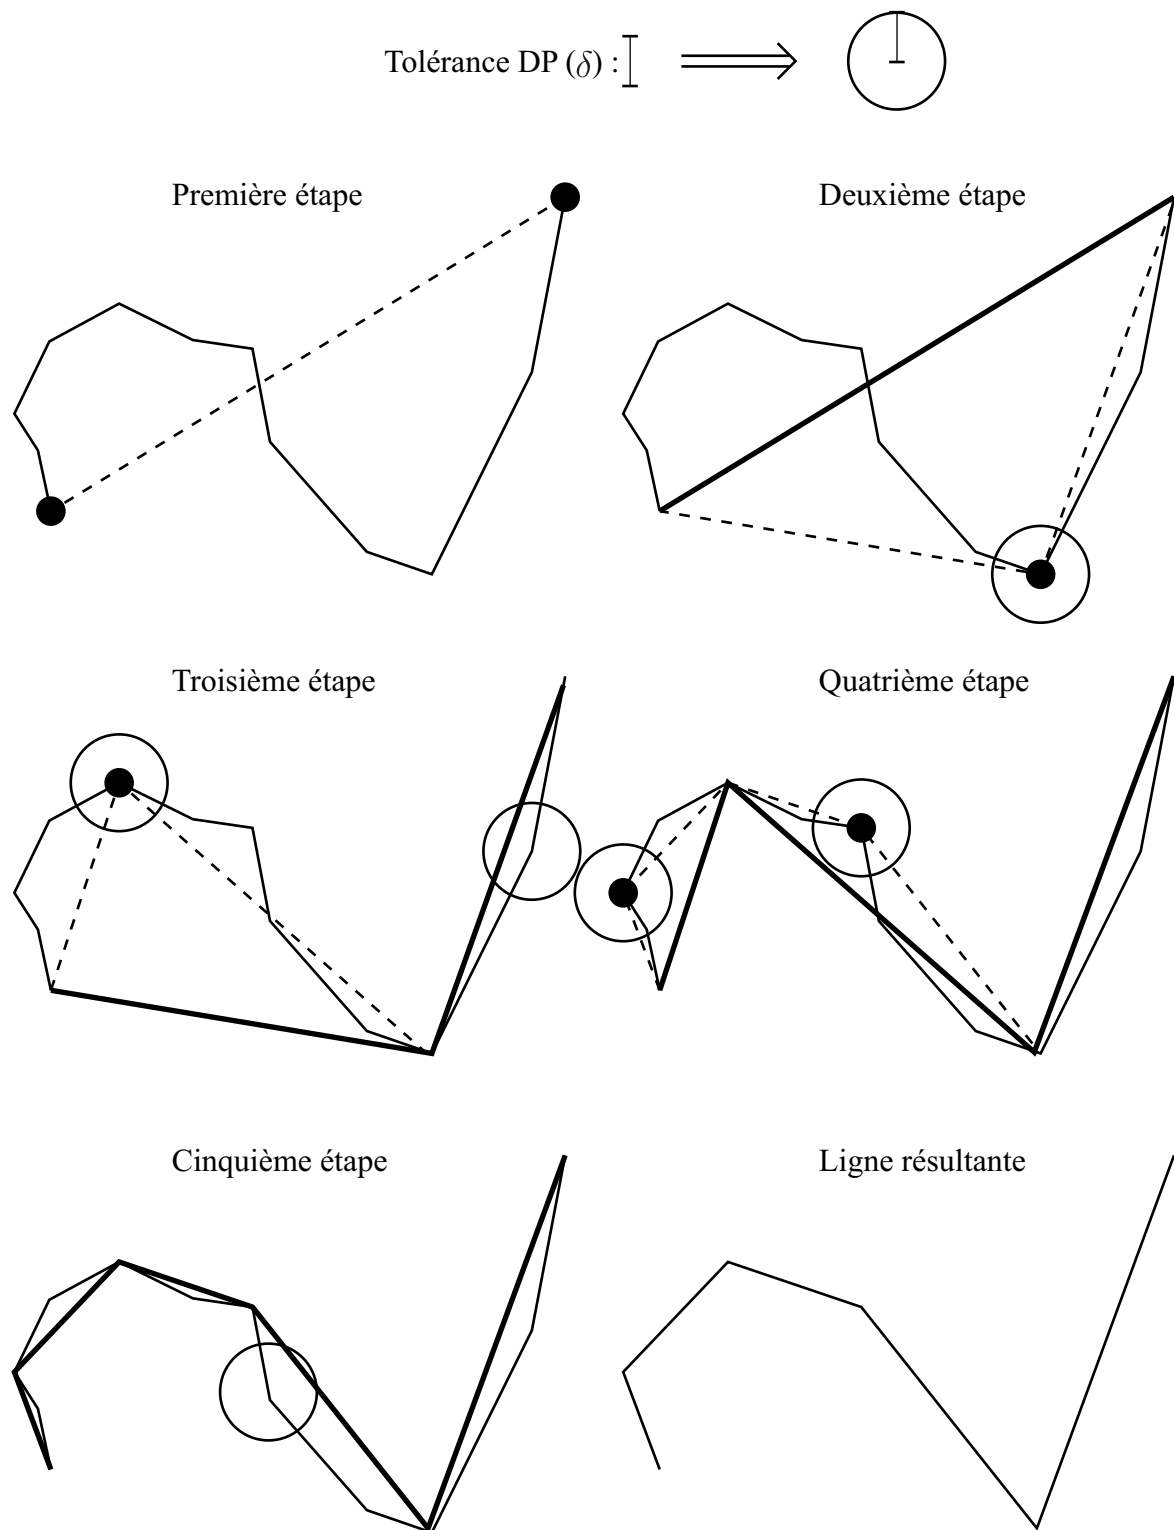 Tolérance DP (δ) :
Première étape
Deuxième étape
Troisième étape
Quatrième étape
Cinquième étape
Ligne résultante